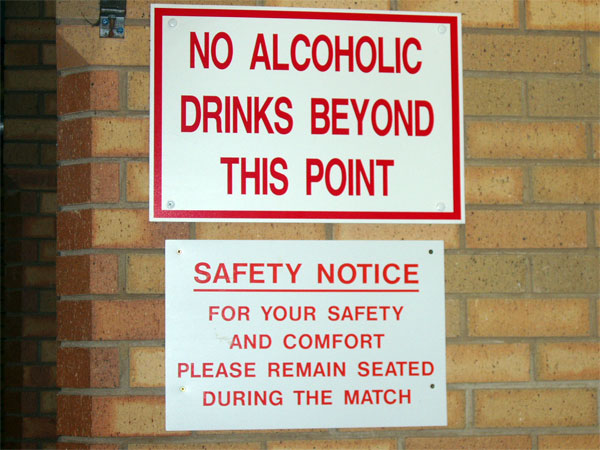 NO ALCOHOLIC
DRINKS BEYOND
THIS POINT
SAFETY NOTICE
FOR YOUR SAFETY
AND COMFORT
PLEASE REMAIN SEATED
DURING THE MATCH